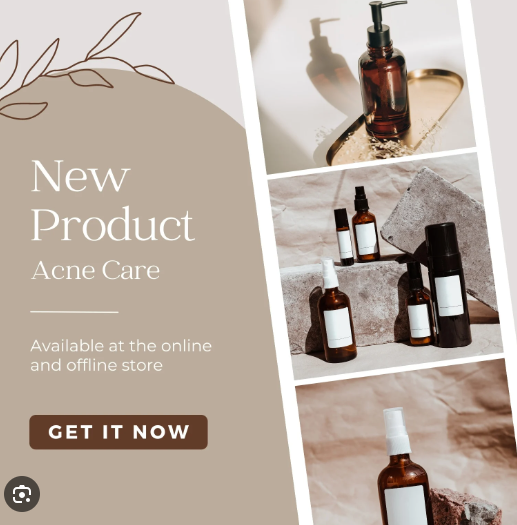 New
Product
Acne Care
Available at the online
and offline store
GET IT NOW